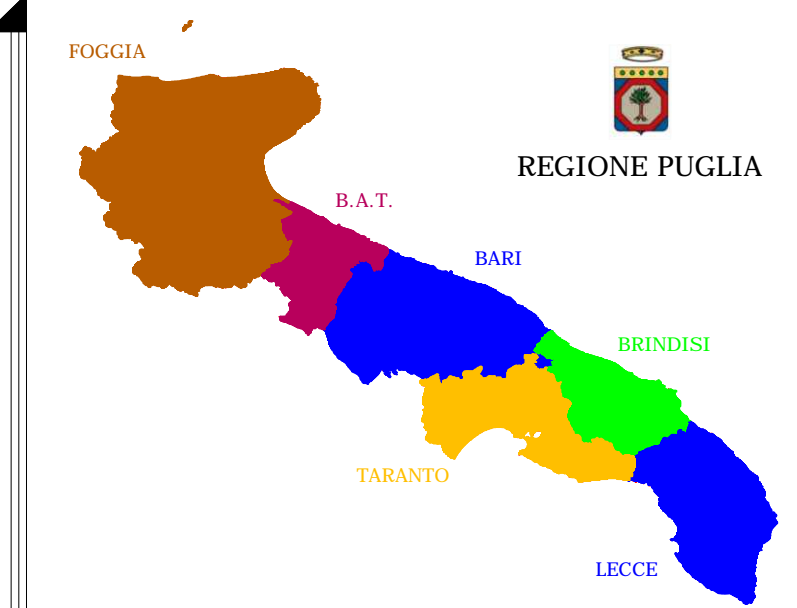 FOGGIA
REGIONE PUGLIA
B.A.T.
BARI
BRINDISI
TARANTO
LECCE